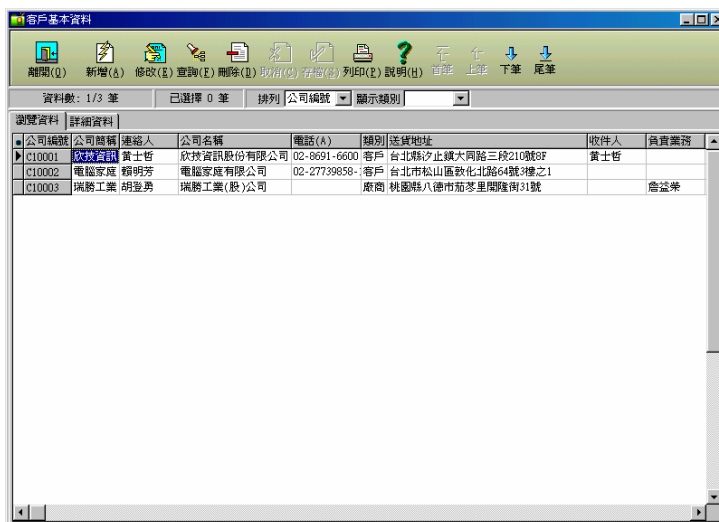 客戶基本資料
離開(Q) 新增(A) 修改(E) 查詢(F) 刪除(D) 取消(C) 存檔(S) 列印(P) 說明(H) 首筆 上筆 下筆 尾筆
資料數: 1/3 筆 已選擇 0 筆 排列 公司編號 顯示類別
瀏覽資料 詳細資料
公司編號 公司簡稱 連絡人 公司名稱 電話(A) 類別 送貨地址 收件人 負責業務
C10001 欣技資訊 黃士哲 欣技資訊股份有限公司 02-8691-6600 客戶 台北縣汐止鎮大同路三段210號8F 黃士哲
C10002 電腦家庭 賴明芳 電腦家庭有限公司 02-27739858- 客戶 台北市松山區敦化北路64號3樓之1
C10003 瑞勝工業 胡登勇 瑞勝工業(股)公司 廠商 桃園縣八德市茄苳里開隆街31號 詹益榮